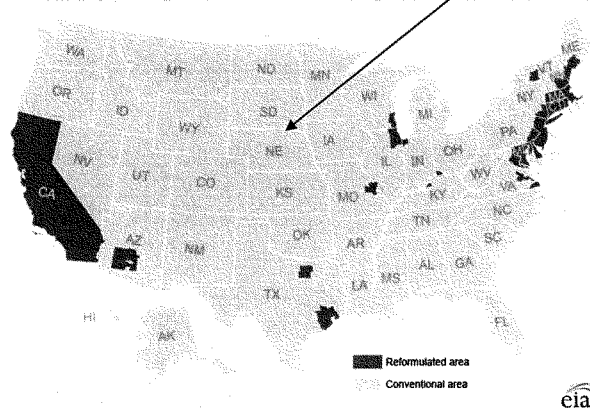 WA
MT
ND
MN
ME
VT
OR
ID
SD
WI
MI
NY
WY
NE
IA
PA
NV
UT
CO
IL
IN
OH
CA
KS
MO
KY
WV
VA
AZ
NM
OK
AR
TN
NC
SC
TX
LA
MS
AL
GA
HI
AK
FL
Reformulated area
Conventional area
eia